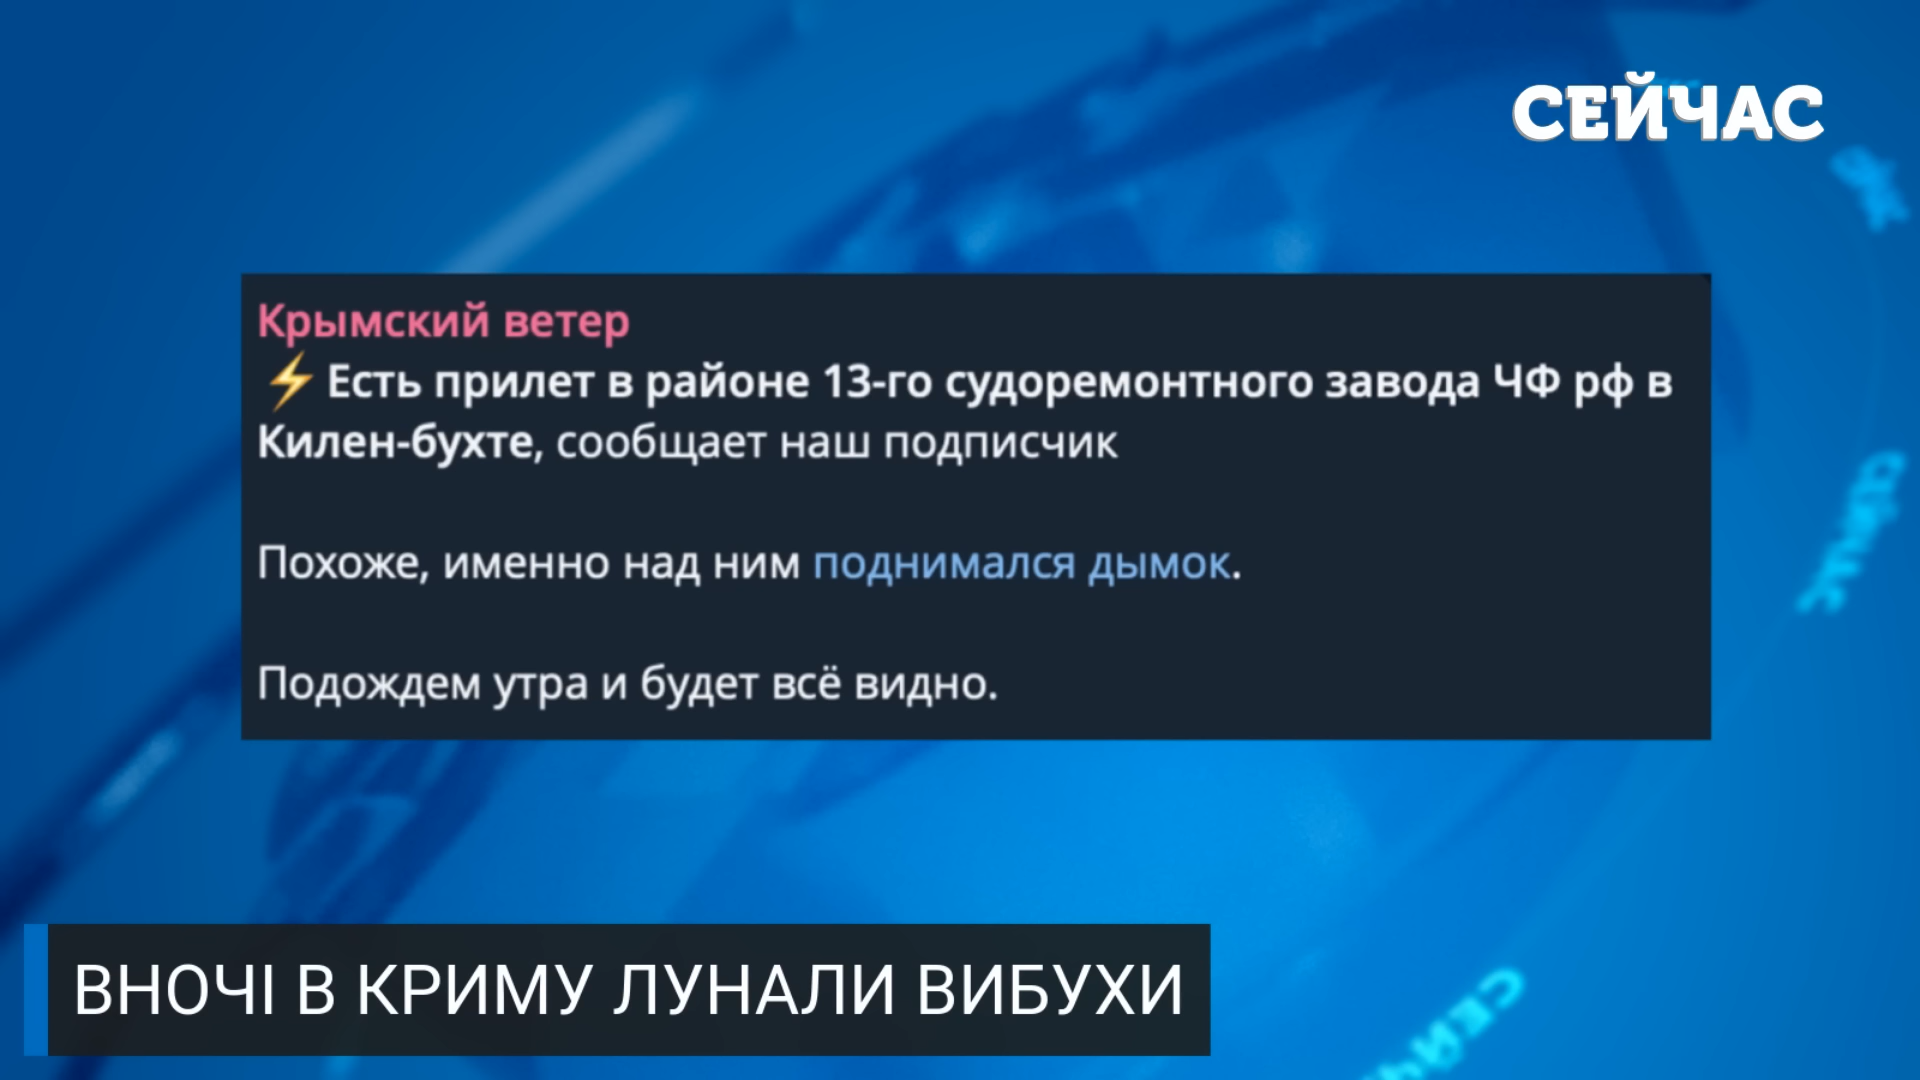 СЕЙЧАС
Крымский ветер
⚡ Есть прилет в районе 13-го судоремонтного завода ЧФ рф в
Килен-бухте, сообщает наш подписчик
Похоже, именно над ним поднимался дымок.
Подождем утра и будет всё видно.
ВНОЧІ В КРИМУ ЛУНАЛИ ВИБУХИ